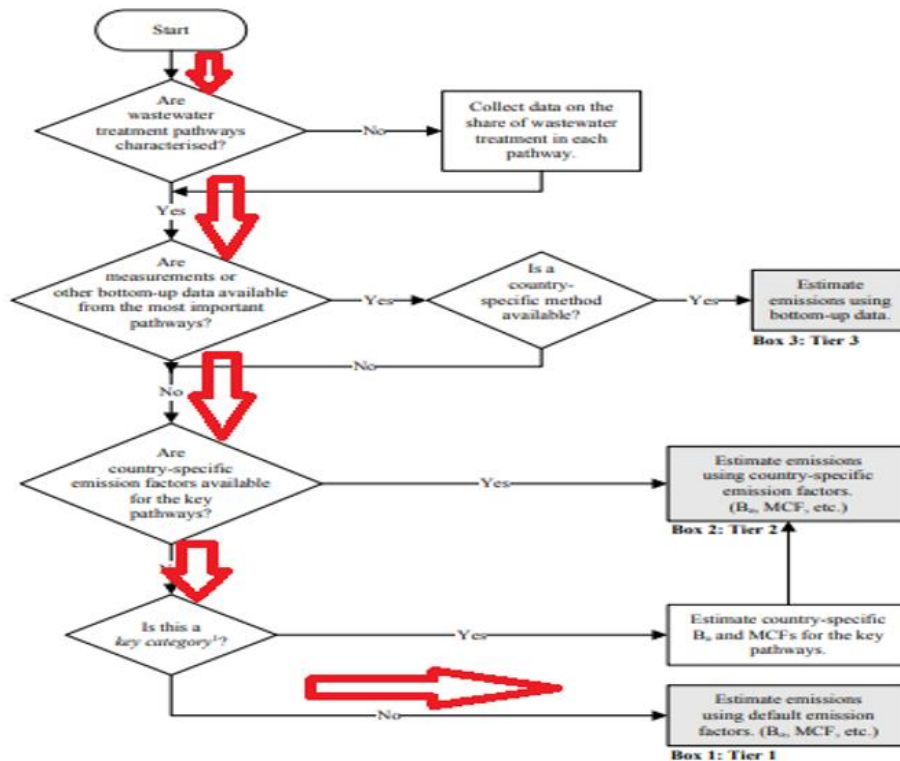 Start
Are
wastewater
treatment pathways
characterised?
No
Collect data on the
share of wastewater
treatment in each
pathway.
Yes
Are
measurements or
other bottom-up data available
from the most important
pathways?
Yes
Is a
country-
specific method
available?
Yes
Estimate
emissions using
bottom-up data.
Box 3: Tier 3
No
No
Are
country-specific
emission factors available
for the key
pathways?
Yes
Estimate emissions
using country-specific
emission factors.
(Bₒ, MCF, etc.)
Box 2: Tier 2
Is this a
key category¹?
Yes
Estimate country-specific
Bₒ and MCFs for the key
pathways.
No
Estimate emissions
using default emission
factors. (Bₒ, MCF, etc.)
Box 1: Tier 1